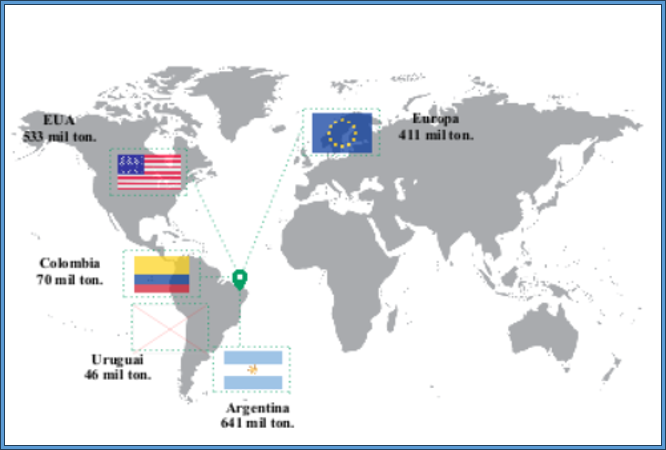 EUA
533 mil ton.
Europa
411 mil ton.
Colombia
70 mil ton.
Uruguai
46 mil ton.
Argentina
641 mil ton.